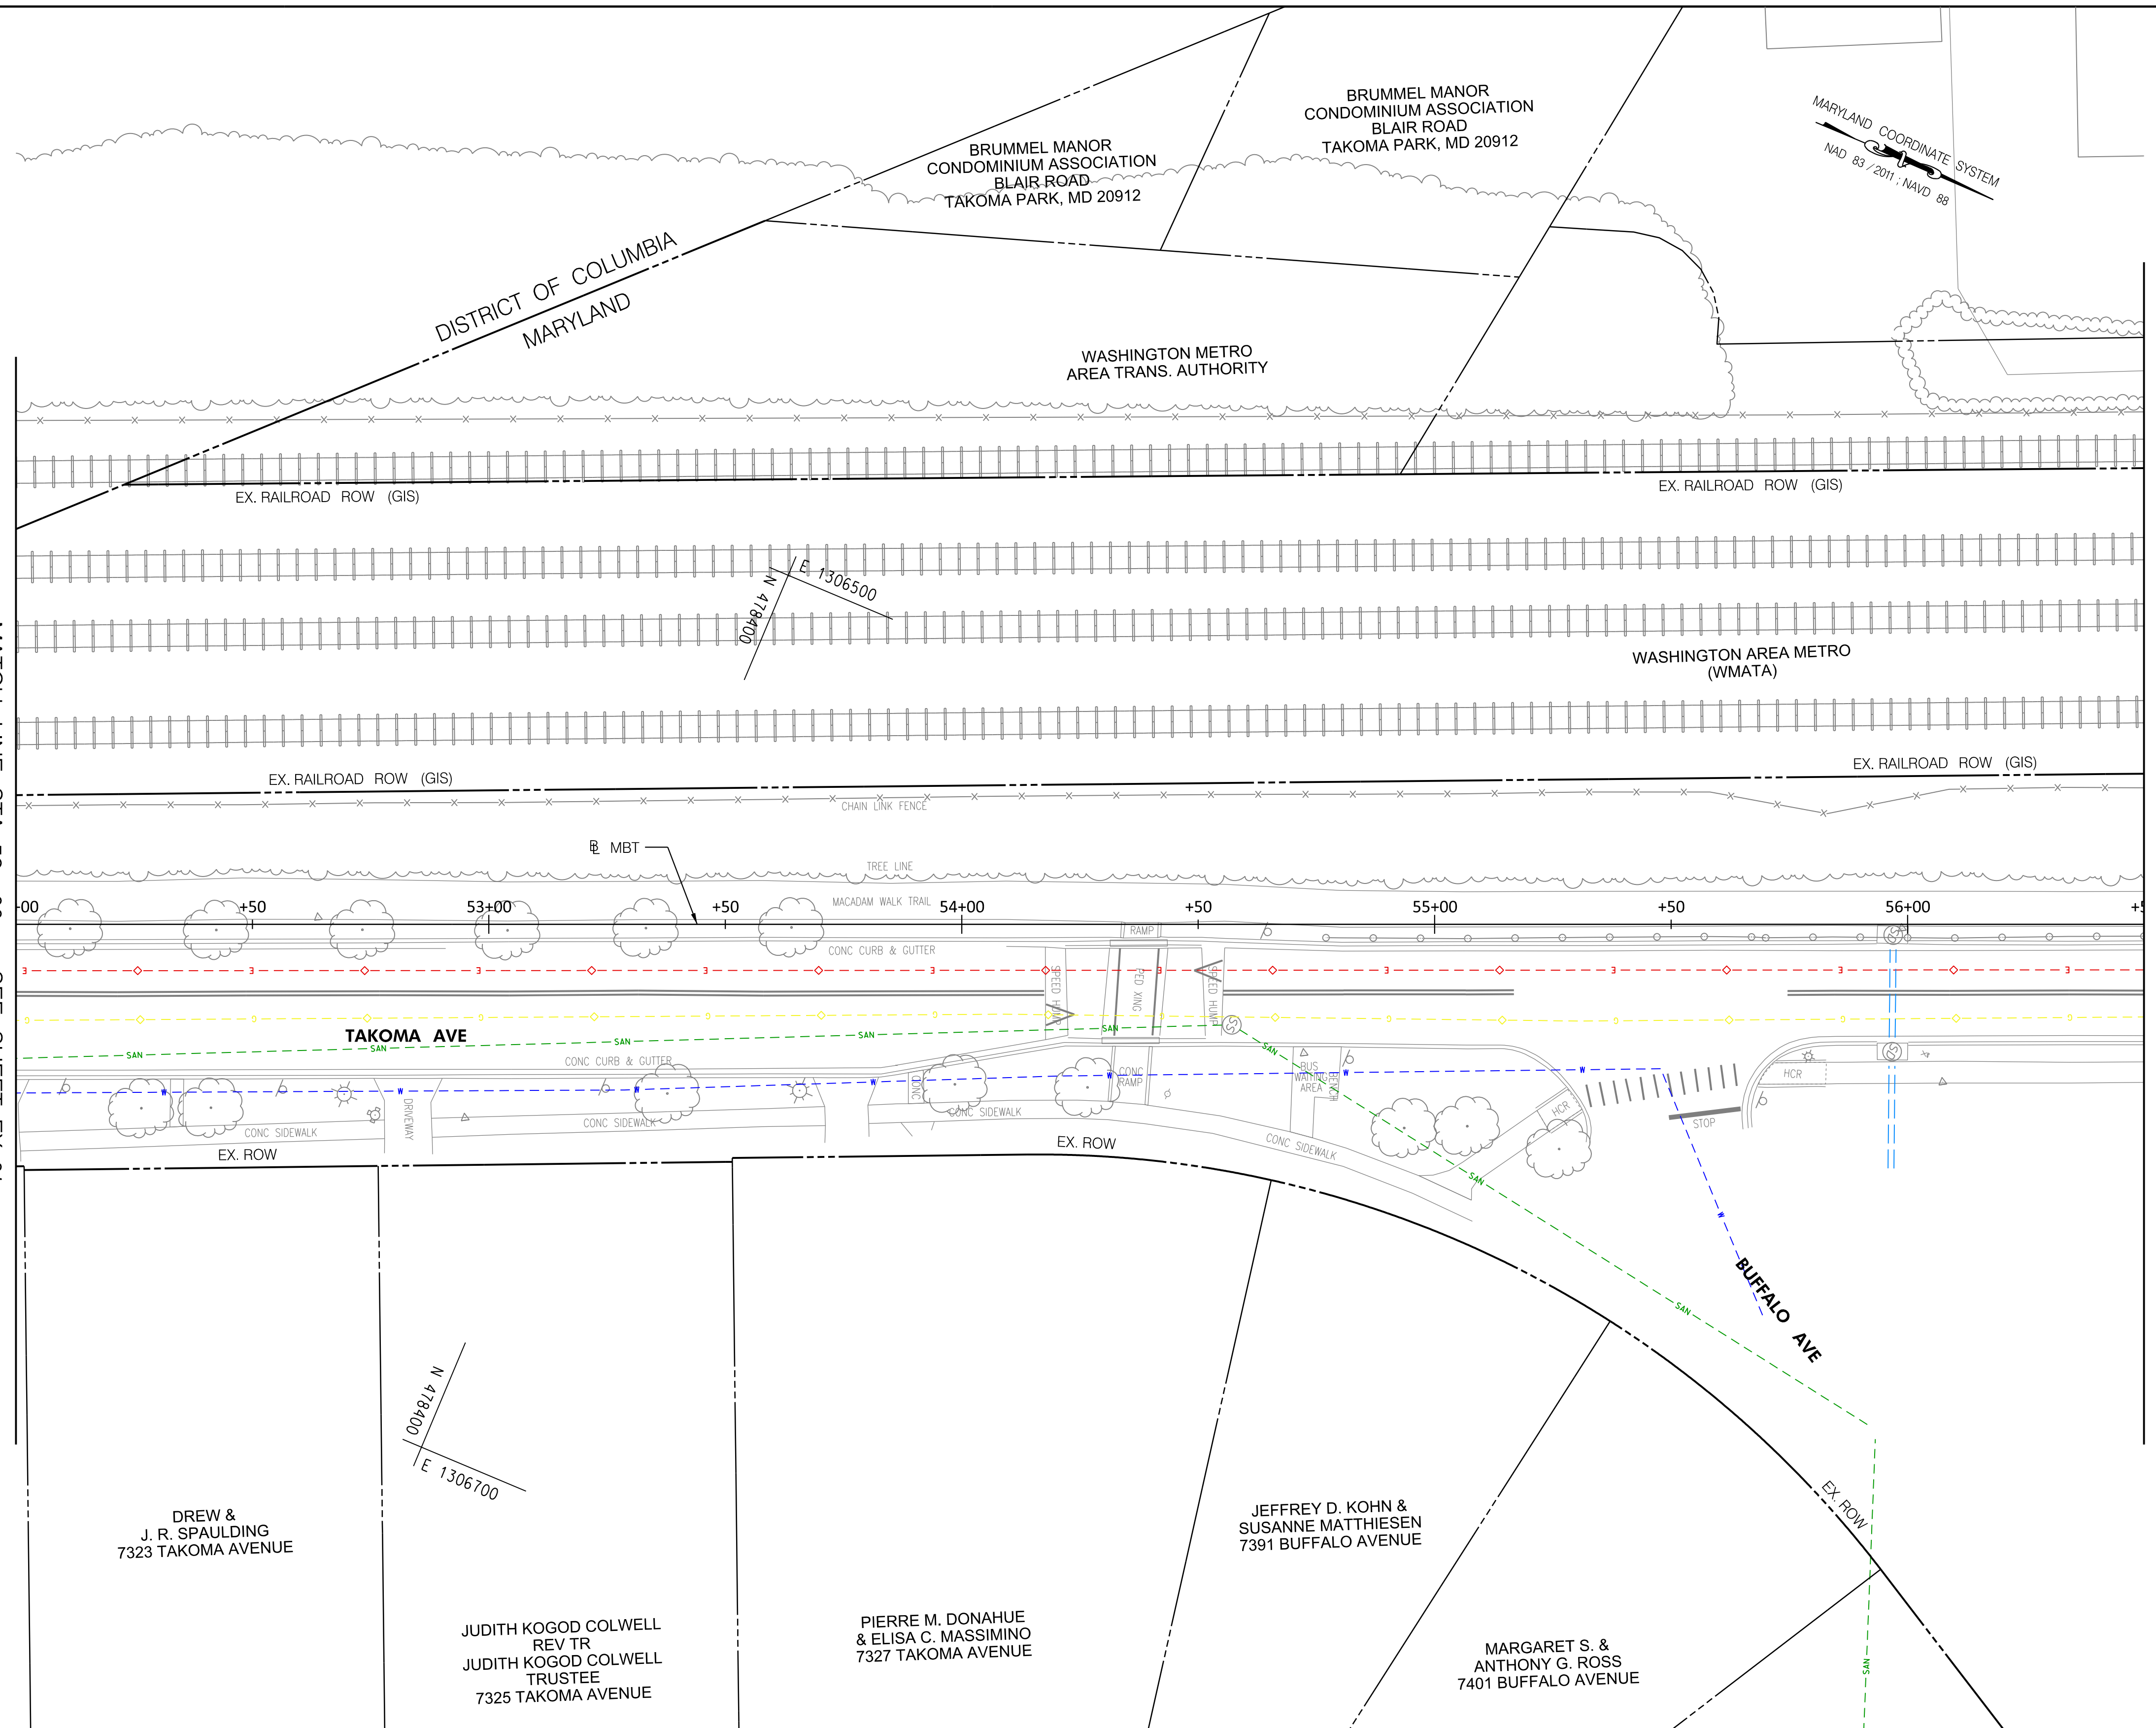 BRUMMEL MANOR
CONDOMINIUM ASSOCIATION
BLAIR ROAD
TAKOMA PARK, MD 20912
BRUMMEL MANOR
CONDOMINIUM ASSOCIATION
BLAIR ROAD
TAKOMA PARK, MD 20912
MARYLAND COORDINATE SYSTEM
NAD 83 /2011 ; NAVD 88
DISTRICT OF COLUMBIA
MARYLAND
WASHINGTON METRO
AREA TRANS. AUTHORITY
EX. RAILROAD ROW (GIS)
EX. RAILROAD ROW (GIS)
E 1306500
N 478400
WASHINGTON AREA METRO
(WMATA)
EX. RAILROAD ROW (GIS)
EX. RAILROAD ROW (GIS)
CHAIN LINK FENCE
BL MBT
TREE LINE
MACADAM WALK TRAIL
+00 +50 53+00 +50 54+00 +50 55+00 +50 56+00
RAMP
CONC CURB & GUTTER
SPEED HUMP
PED XING
SPEED HUMP
SD
E E E E E E E E E E
G G G G G G G G G G
TAKOMA AVE
SAN SAN SAN SAN SAN SAN
SS
SD
CONC CURB & GUTTER
W W W W W W W
CONC
CONC
RAMP
BUS
WAITING
AREA
BENCH
HCR
HCR
STOP
DRIVEWAY
CONC SIDEWALK
CONC SIDEWALK
CONC SIDEWALK
CONC SIDEWALK
EX. ROW
EX. ROW
SAN
W
SAN
BUFFALO AVE
N 478400
E 1306700
EX. ROW
SAN
DREW &
J. R. SPAULDING
7323 TAKOMA AVENUE
JUDITH KOGOD COLWELL
REV TR
JUDITH KOGOD COLWELL
TRUSTEE
7325 TAKOMA AVENUE
PIERRE M. DONAHUE
& ELISA C. MASSIMINO
7327 TAKOMA AVENUE
JEFFREY D. KOHN &
SUSANNE MATTHIESEN
7391 BUFFALO AVENUE
MARGARET S. &
ANTHONY G. ROSS
7401 BUFFALO AVENUE